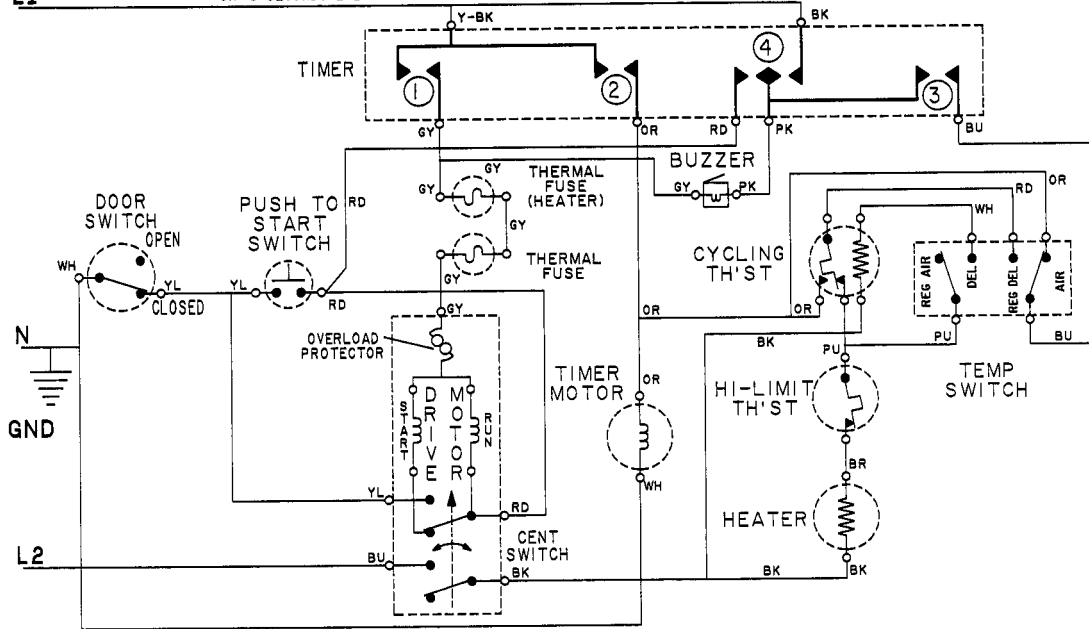 L1
Y-BK
BK
TIMER
4
1
2
3
GY
OR
RD
PK
BU
GY
BUZZER
GY
PK
OR
GY
THERMAL
FUSE
(HEATER)
RD
WH
DOOR
SWITCH
OPEN
PUSH TO
START
SWITCH
RD
GY
CYCLING
TH'ST
THERMAL
FUSE
REG AIR
DEL
REG DEL
AIR
WH
YL
CLOSED
YL
RD
GY
GY
OR
OR
BK
PU
PU
BU
TEMP
SWITCH
N
GND
OVERLOAD
PROTECTOR
TIMER
MOTOR
OR
HI-LIMIT
TH'ST
START
DRIVE
MOTOR
RUN
WH
BR
YL
RD
HEATER
CENT
SWITCH
L2
BU
BK
BK
BK